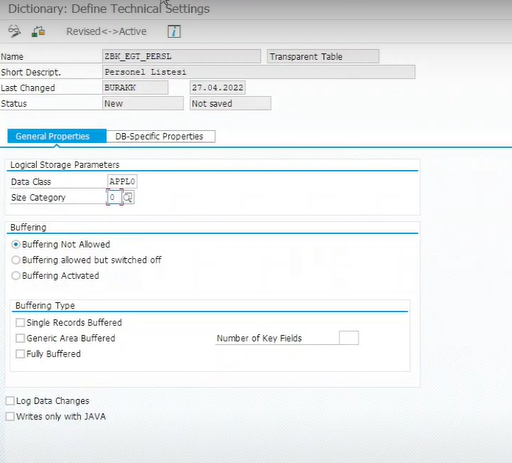 Dictionary: Define Technical Settings
Revised<->Active
Name ZBK_EGT_PERSL Transparent Table
Short Descript. Personel Listesi
Last Changed BURAKK 27.04.2022
Status New Not saved
General Properties DB-Specific Properties
Logical Storage Parameters
Data Class APPL0
Size Category 0
Buffering
Buffering Not Allowed
Buffering allowed but switched off
Buffering Activated
Buffering Type
Single Records Buffered
Generic Area Buffered Number of Key Fields
Fully Buffered
Log Data Changes
Writes only with JAVA